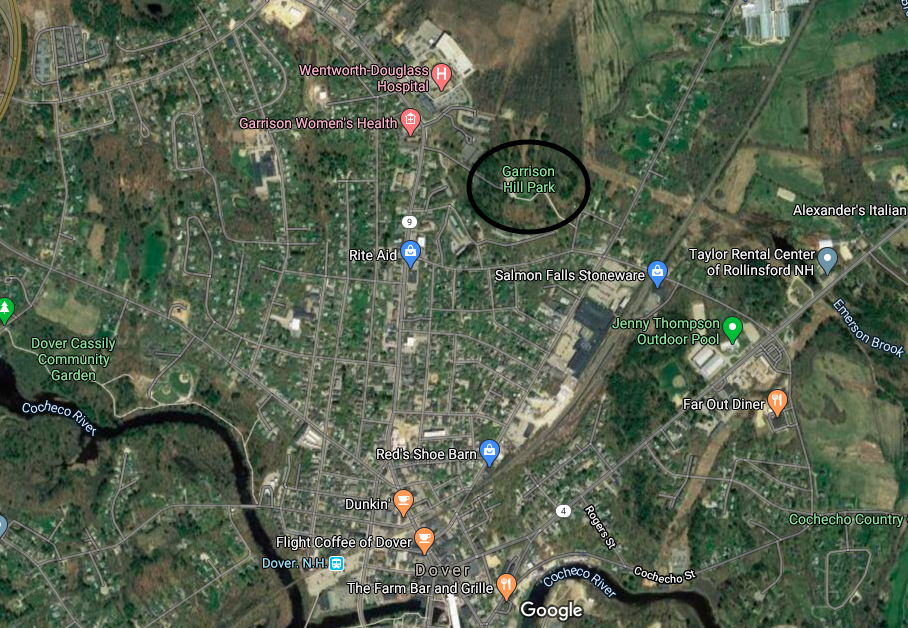 Wentworth-Douglass
Hospital
Garrison Women's Health
Garrison
Hill Park
Alexander's Italian
9
Rite Aid
Taylor Rental Center
of Rollinsford NH
Salmon Falls Stoneware
Emerson Brook
Jenny Thompson
Outdoor Pool
Dover Cassily
Community
Garden
Cocheco River
Far Out Diner
Red's Shoe Barn
Dunkin'
4
Rogers St
Cochecho Country
Flight Coffee of Dover
Dover. N.H.
Dover
Cochecho St
Cocheco River
The Farm Bar and Grille
Google